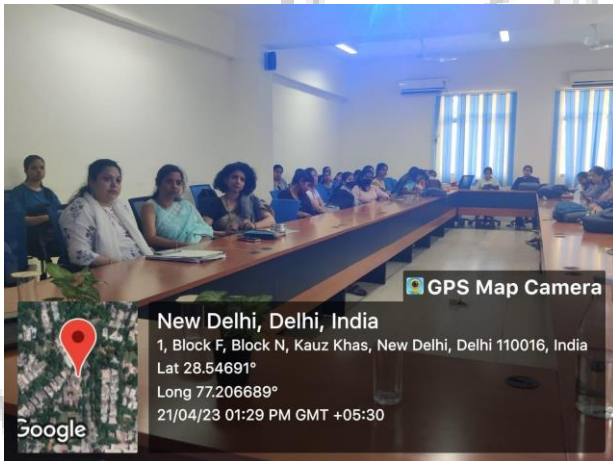 GPS Map Camera
New Delhi, Delhi, India
1, Block F, Block N, Kauz Khas, New Delhi, Delhi 110016, India
Lat 28.54691°
Long 77.206689°
21/04/23 01:29 PM GMT +05:30
Google